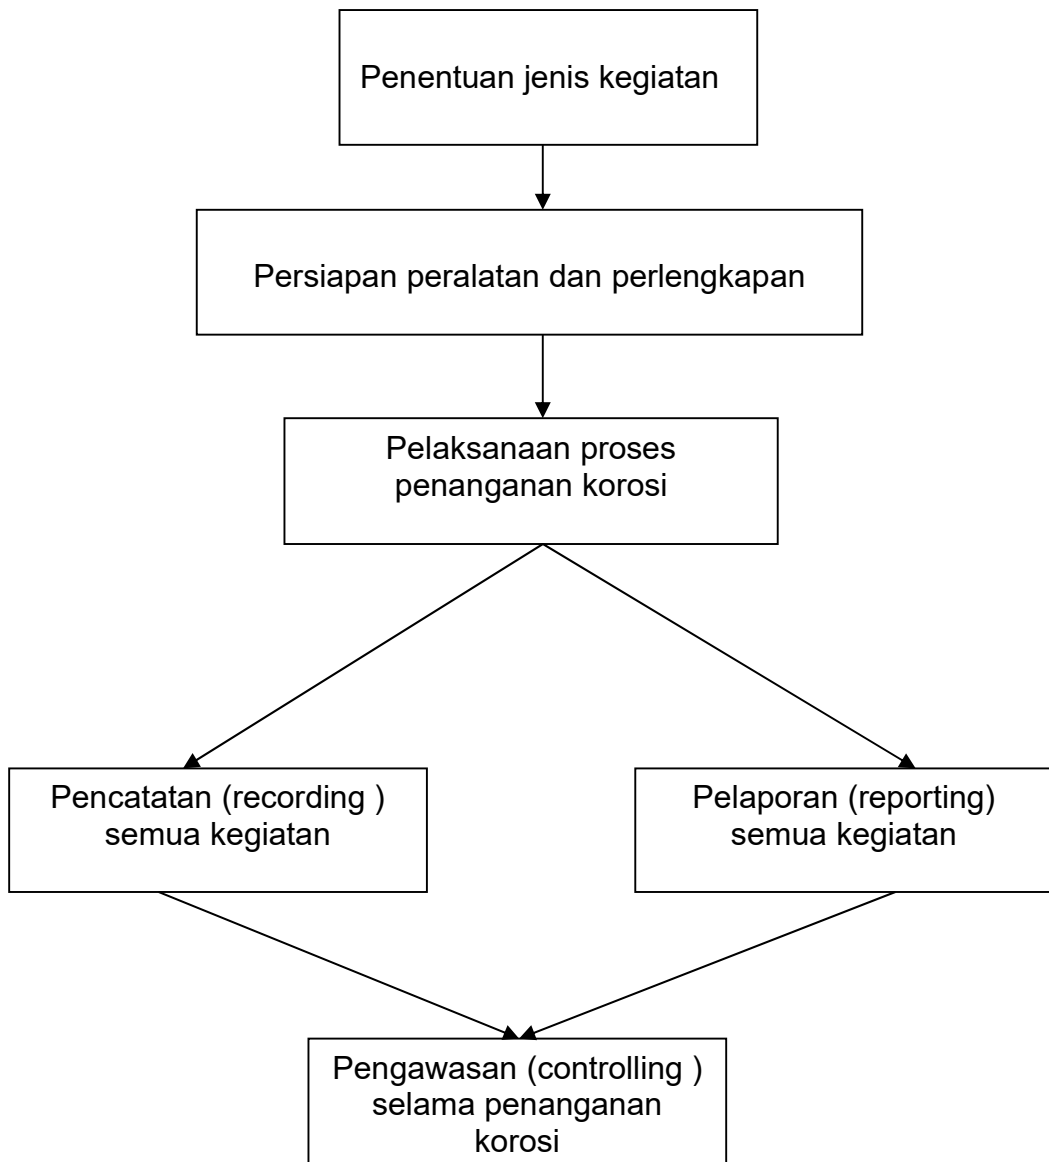 Penentuan jenis kegiatan
Persiapan peralatan dan perlengkapan
Pelaksanaan proses
penanganan korosi
Pencatatan (recording )
semua kegiatan
Pelaporan (reporting)
semua kegiatan
Pengawasan (controlling )
selama penanganan
korosi